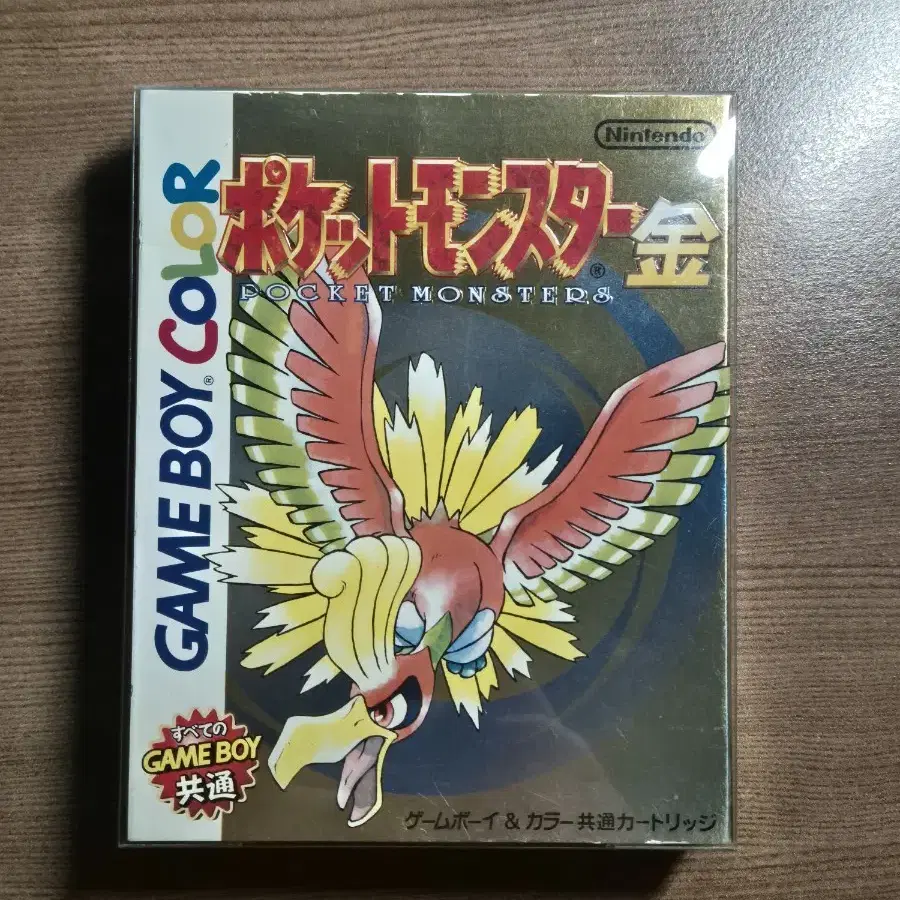 Nintendo
ポケットモンスター 金
®
POCKET MONSTERS
GAME BOY COLOR
®
すべての
GAME BOY
共通
ゲームボーイ & カラー共通カートリッジ